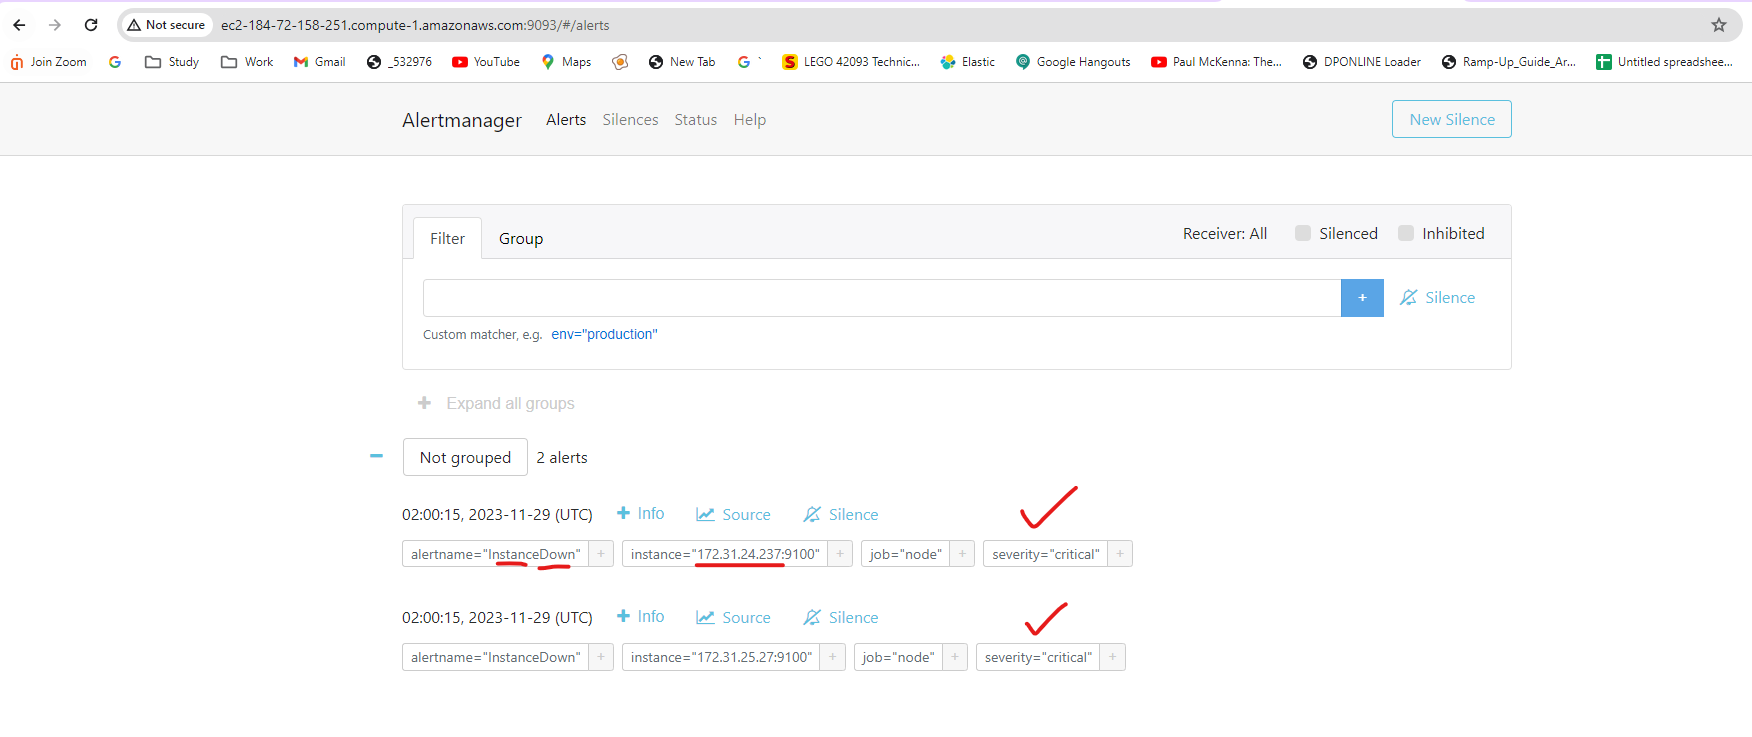 Not secure ec2-184-72-158-251.compute-1.amazonaws.com:9093/#/alerts
Join Zoom Study Work Gmail _532976 YouTube Maps New Tab ` LEGO 42093 Technic... Elastic Google Hangouts Paul McKenna: The... DPONLINE Loader Ramp-Up_Guide_Ar... Untitled spreadshee...
Alertmanager Alerts Silences Status Help New Silence
Filter Group Receiver: All Silenced Inhibited
+ Silence
Custom matcher, e.g. env="production"
+ Expand all groups
− Not grouped 2 alerts
02:00:15, 2023-11-29 (UTC) + Info Source Silence
alertname="InstanceDown" + instance="172.31.24.237:9100" + job="node" + severity="critical" +
02:00:15, 2023-11-29 (UTC) + Info Source Silence
alertname="InstanceDown" + instance="172.31.25.27:9100" + job="node" + severity="critical" +